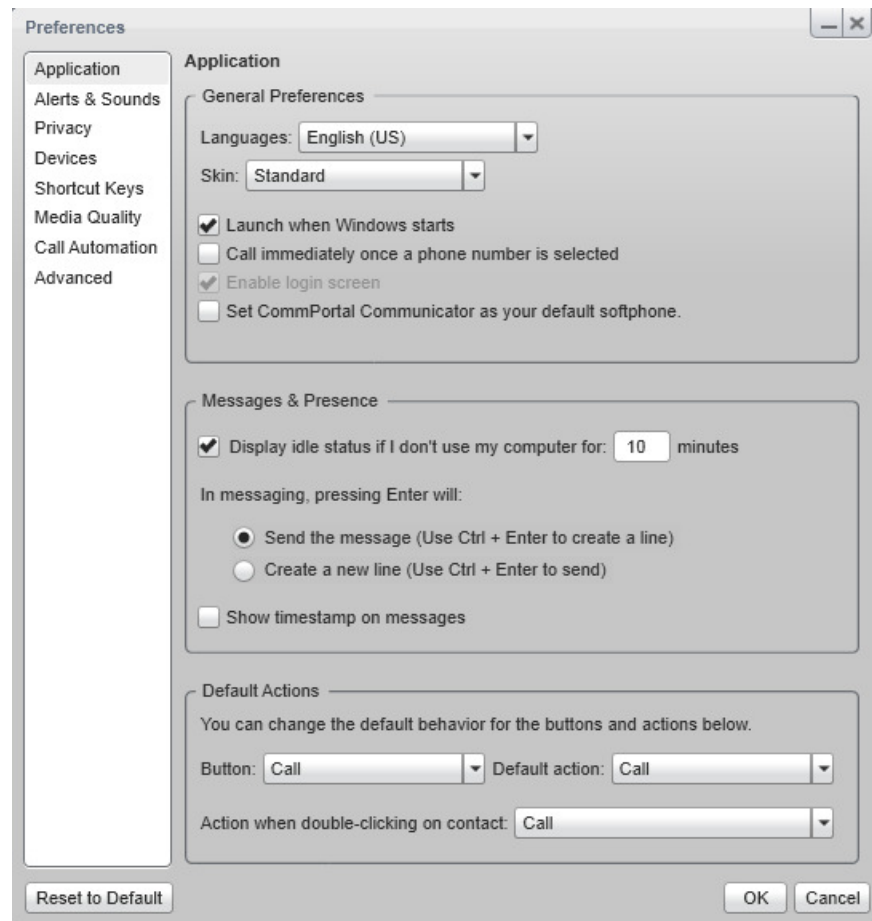 Preferences
Application
Alerts & Sounds
Privacy
Devices
Shortcut Keys
Media Quality
Call Automation
Advanced
Application
General Preferences
Languages: English (US)
Skin: Standard
Launch when Windows starts
Call immediately once a phone number is selected
Enable login screen
Set CommPortal Communicator as your default softphone.
Messages & Presence
Display idle status if I don't use my computer for: 10 minutes
In messaging, pressing Enter will:
Send the message (Use Ctrl + Enter to create a line)
Create a new line (Use Ctrl + Enter to send)
Show timestamp on messages
Default Actions
You can change the default behavior for the buttons and actions below.
Button: Call Default action: Call
Action when double-clicking on contact: Call
Reset to Default OK Cancel